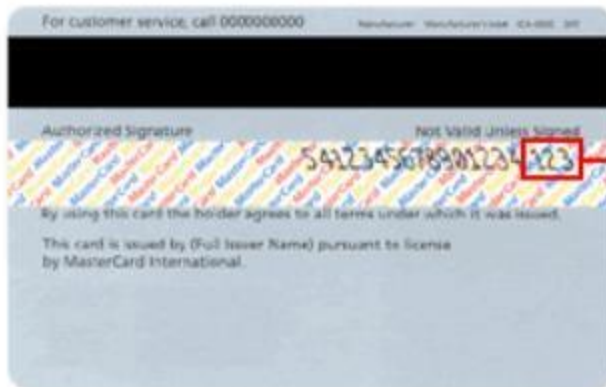 For customer service, call 0000000000
Authorized Signature
Not Valid Unless Signed
5412345678901234 123
By using this card the holder agrees to all terms under which it was issued.
This card is issued by (Full Issuer Name) pursuant to license
by MasterCard International.